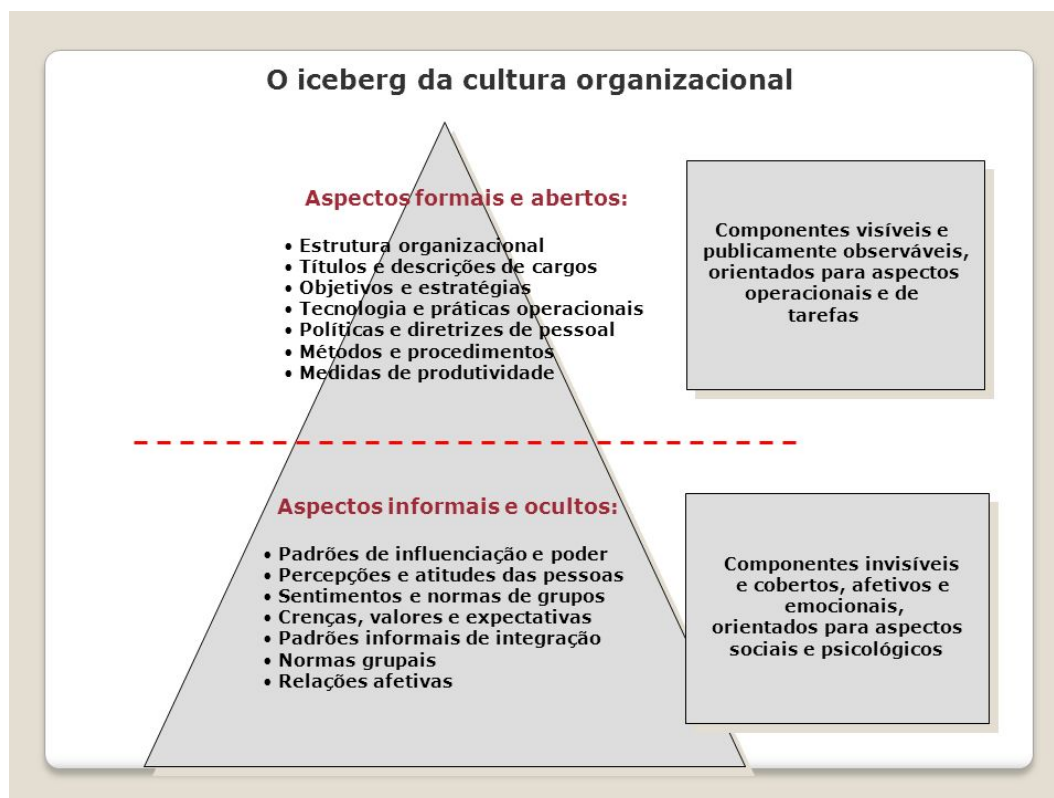 O iceberg da cultura organizacional
Aspectos formais e abertos:
• Estrutura organizacional
• Títulos e descrições de cargos
• Objetivos e estratégias
• Tecnologia e práticas operacionais
• Políticas e diretrizes de pessoal
• Métodos e procedimentos
• Medidas de produtividade
Componentes visíveis e
publicamente observáveis,
orientados para aspectos
operacionais e de
tarefas
Aspectos informais e ocultos:
• Padrões de influenciação e poder
• Percepções e atitudes das pessoas
• Sentimentos e normas de grupos
• Crenças, valores e expectativas
• Padrões informais de integração
• Normas grupais
• Relações afetivas
Componentes invisíveis
e cobertos, afetivos e
emocionais,
orientados para aspectos
sociais e psicológicos